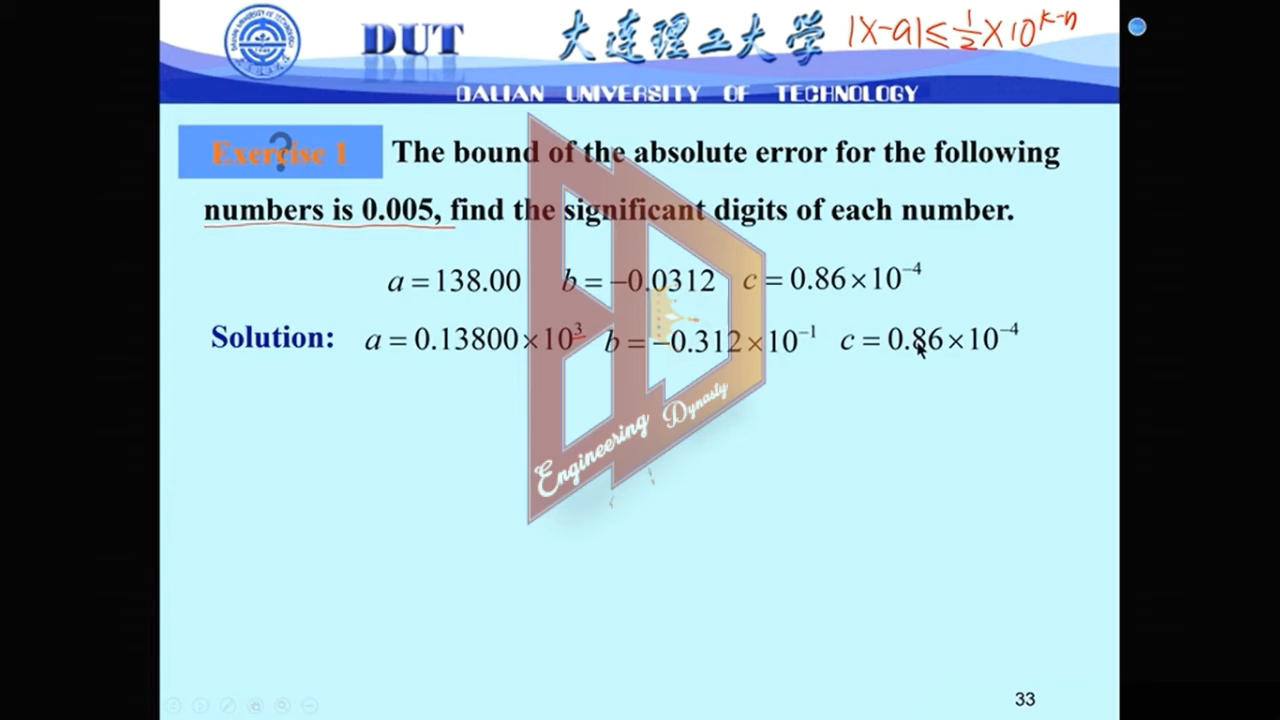 DUT 大连理工大学 |x-a|≤1/2×10^{k-n}
DALIAN UNIVERSITY OF TECHNOLOGY
Exercise 1 The bound of the absolute error for the following
?
numbers is 0.005, find the significant digits of each number.
a = 138.00 b = −0.0312 c = 0.86×10⁻⁴
Solution: a = 0.13800×10³ b = −0.312×10⁻¹ c = 0.86×10⁻⁴
Engineering Dynasty
33